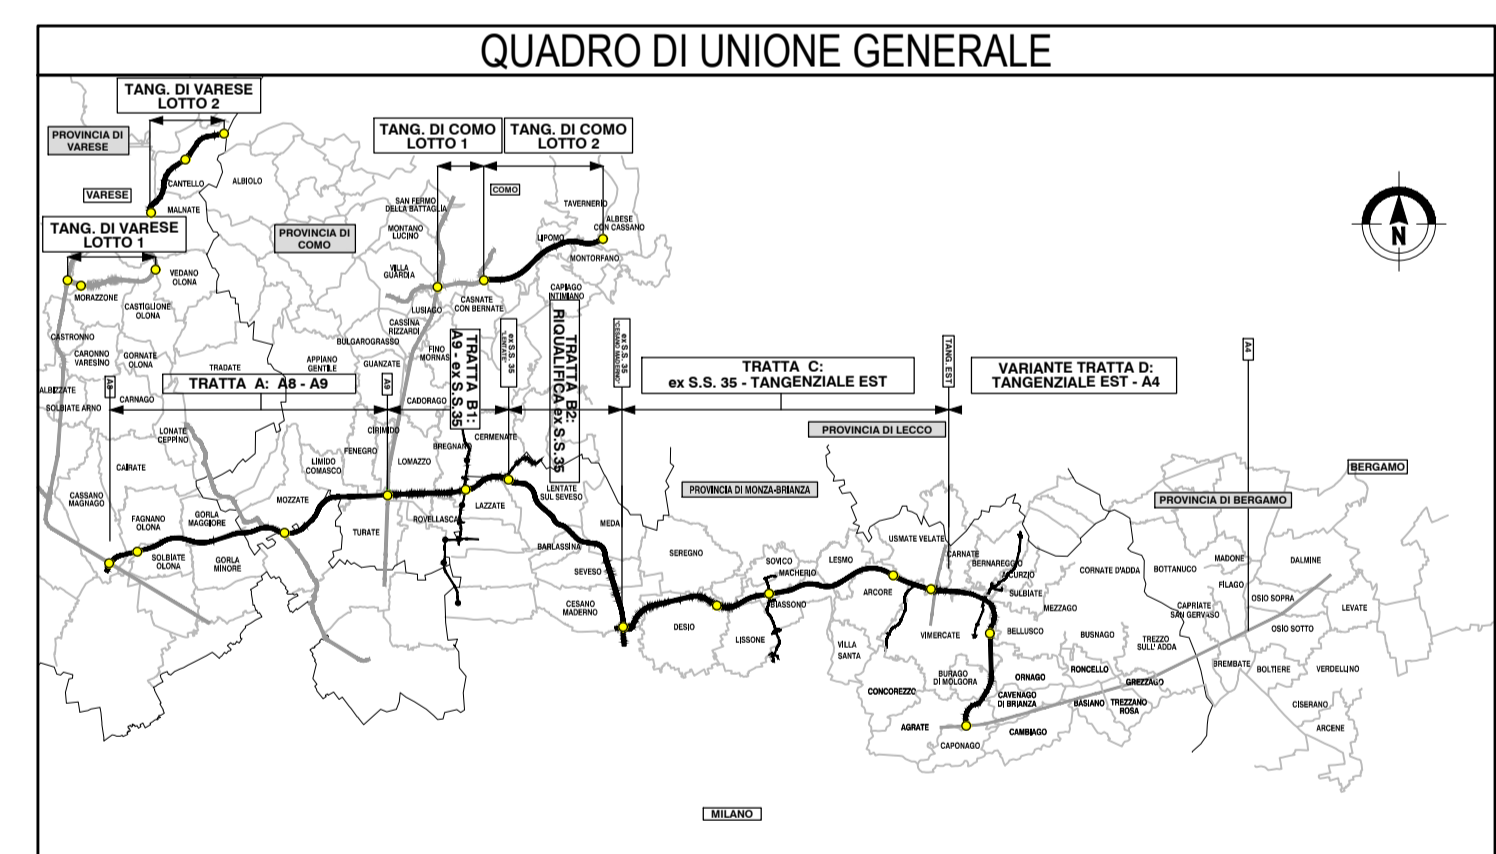 QUADRO DI UNIONE GENERALE
TANG. DI VARESE
LOTTO 2
PROVINCIA DI
VARESE
CANTELLO
ALBIOLO
VARESE
MALNATE
TANG. DI VARESE
LOTTO 1
VEDANO
OLONA
MORAZZONE
CASTIGLIONE
OLONA
PROVINCIA DI
COMO
TANG. DI COMO
LOTTO 1
TANG. DI COMO
LOTTO 2
COMO
SAN FERMO
DELLA BATTAGLIA
MONTANO
LUCINO
VILLA
GUARDIA
TAVERNERIO
ALBESE
CON CASSANO
LIPOMO
MONTORFANO
CAPIAGO
INTIMIANO
LUSIAGO
CASNATE
CON BERNATE
CASSINA
RIZZARDI
BULGAROGRASSO
FINO
MORNAS
GUANZATE
APPIANO
GENTILE
CASTRONNO
CARONNO
VARESINO
GORNATE
OLONA
TRADATE
ALBIZZATE
SOLBIATE ARNO
CARNAGO
A8
TRATTA A: A8 - A9
A9
CADORAGO
TRATTA B1:
A9 - ex S.S.35
ex S.S. 35
"LENTATE"
TRATTA B2:
RIQUALIFICA ex S.S.35
ex S.S. 35
"CESANO MADERNO"
TRATTA C:
ex S.S. 35 - TANGENZIALE EST
TANG. EST
VARIANTE TRATTA D:
TANGENZIALE EST - A4
A4
N
PROVINCIA DI LECCO
BERGAMO
PROVINCIA DI MONZA-BRIANZA
PROVINCIA DI BERGAMO
LONATE
CEPPINO
CAIRATE
CASSANO
MAGNAGO
FAGNANO
OLONA
SOLBIATE
OLONA
GORLA
MAGGIORE
GORLA
MINORE
MOZZATE
LIMIDO
COMASCO
FENEGRO
CIRIMIDO
LOMAZZO
BREGNANO
CERMENATE
TURATE
ROVELLASCA
LAZZATE
LENTATE
SUL SEVESO
MEDA
BARLASSINA
SEVESO
CESANO
MADERNO
SEREGNO
DESIO
LISSONE
SOVICO
MACHERIO
BIASSONO
LESMO
ARCORE
USMATE VELATE
CARNATE
BERNAREGGIO
CURZIO
SULBIATE
MEZZAGO
BELLUSCO
VIMERCATE
VILLA
SANTA
CONCOREZZO
BURAGO
DI MOLGORA
ORNAGO
CAVENAGO
DI BRIANZA
AGRATE
CAPONAGO
CAMBIAGO
RONCELLO
BUSNAGO
BASIANO
TREZZANO
ROSA
GREZZAGO
TREZZO
SULL' ADDA
CORNATE D'ADDA
BOTTANUCO
MADONE
FILAGO
CAPRIATE
SAN GERVASO
DALMINE
OSIO SOPRA
OSIO SOTTO
LEVATE
BREMBATE
BOLTIERE
VERDELLINO
CISERANO
ARCENE
MILANO